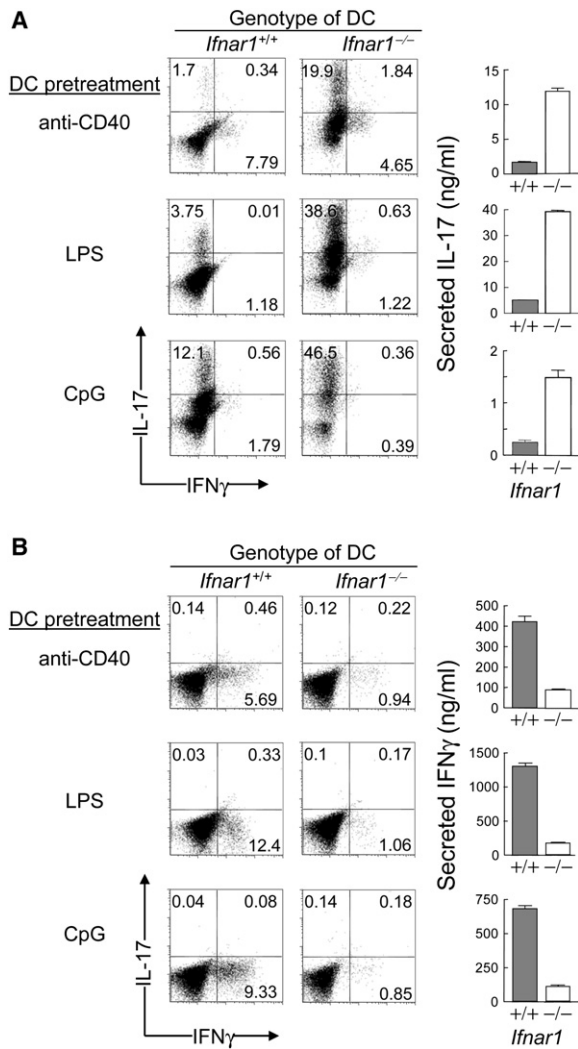 A
Genotype of DC
Ifnar1+/+ Ifnar1−/−
DC pretreatment
anti-CD40
1.7 0.34
7.79
19.9 1.84
4.65
LPS
3.75 0.01
1.18
38.6 0.63
1.22
CpG
12.1 0.56
1.79
46.5 0.36
0.39
IL-17
IFNγ
Secreted IL-17 (ng/ml)
15
10
5
0
+/+ −/−
40
30
20
10
0
+/+ −/−
2
1
0
+/+ −/−
Ifnar1
B
Genotype of DC
Ifnar1+/+ Ifnar1−/−
DC pretreatment
anti-CD40
0.14 0.46
5.69
0.12 0.22
0.94
LPS
0.03 0.33
12.4
0.1 0.17
1.06
CpG
0.04 0.08
9.33
0.14 0.18
0.85
IL-17
IFNγ
Secreted IFNγ (ng/ml)
500
400
300
200
100
0
+/+ −/−
1500
1000
500
0
+/+ −/−
750
500
250
0
+/+ −/−
Ifnar1